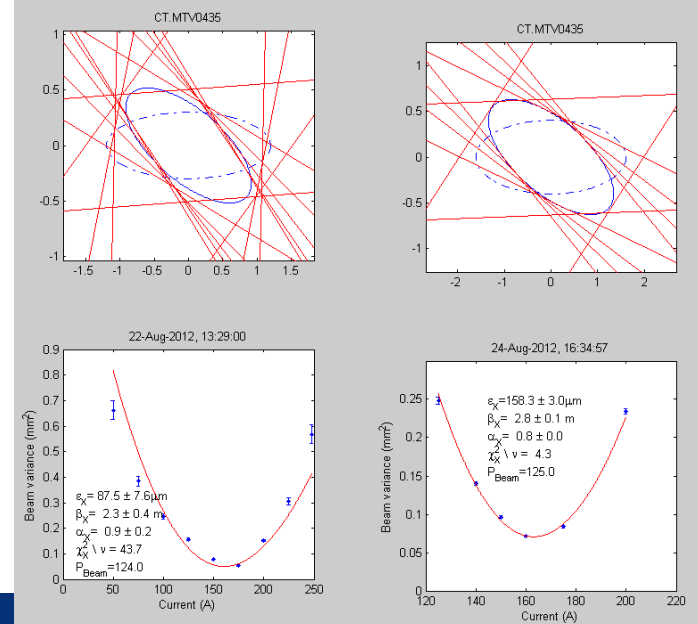 CT.MTV0435
1
0.5
0
-0.5
-1
-1.5 -1 -0.5 0 0.5 1 1.5
CT.MTV0435
1
0.5
0
-0.5
-1
-2 -1 0 1 2
22-Aug-2012, 13:29:00
0.9
0.8
0.7
0.6
0.5
0.4
0.3
0.2
0.1
0
Beam variance (mm²)
εX= 87.5 ± 7.6μm
βX= 2.3 ± 0.4 m
αX= 0.9 ± 0.2
χ²X \ ν = 43.7
PBeam=124.0
0 50 100 150 200 250
Current (A)
24-Aug-2012, 16:34:57
0.25
0.2
0.15
0.1
0.05
0
Beam variance (mm²)
εX=158.3 ± 3.0μm
βX= 2.8 ± 0.1 m
αX= 0.8 ± 0.0
χ²X \ ν = 4.3
PBeam=125.0
120 140 160 180 200 220
Current (A)